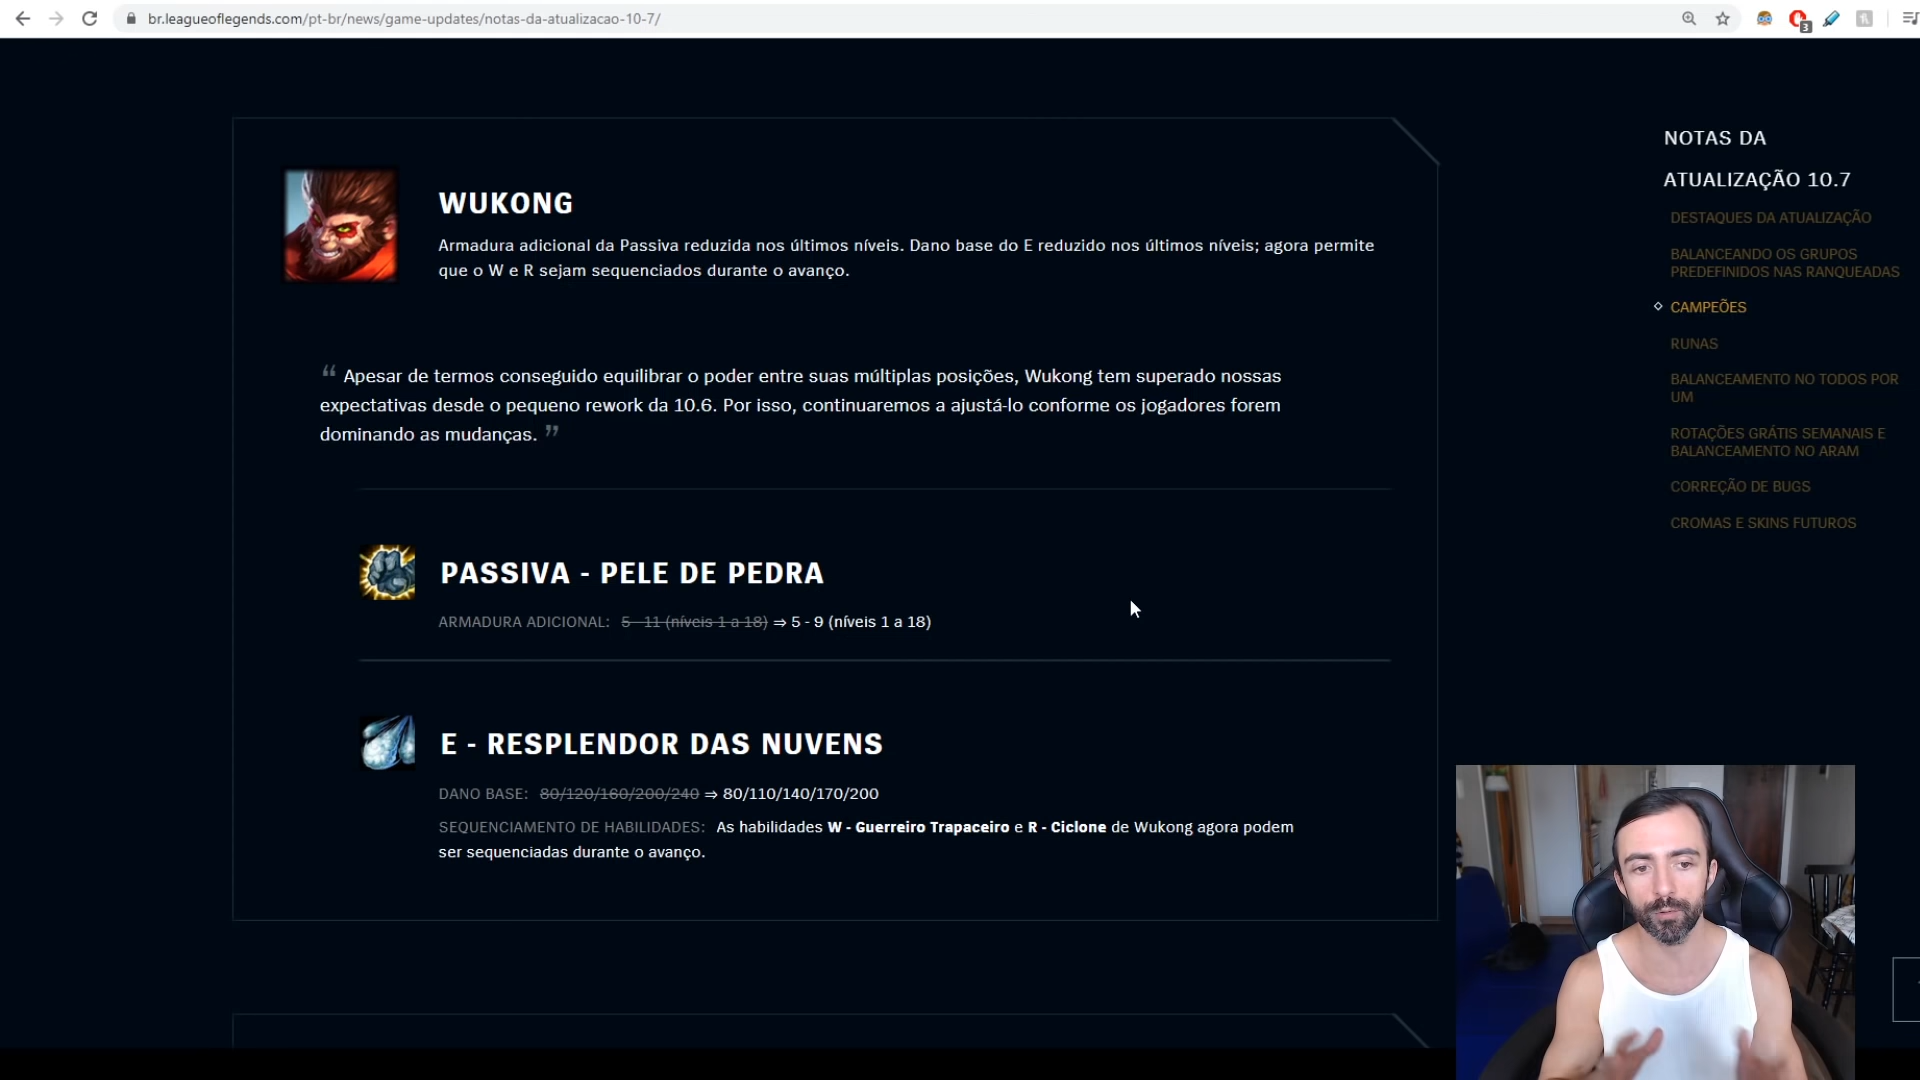 br.leagueoflegends.com/pt-br/news/game-updates/notas-da-atualizacao-10-7/
3
WUKONG
Armadura adicional da Passiva reduzida nos últimos níveis. Dano base do E reduzido nos últimos níveis; agora permite
que o W e R sejam sequenciados durante o avanço.
“ Apesar de termos conseguido equilibrar o poder entre suas múltiplas posições, Wukong tem superado nossas
expectativas desde o pequeno rework da 10.6. Por isso, continuaremos a ajustá-lo conforme os jogadores forem
dominando as mudanças. ”
PASSIVA - PELE DE PEDRA
ARMADURA ADICIONAL: 5 - 11 (níveis 1 a 18) ⇒ 5 - 9 (níveis 1 a 18)
E - RESPLENDOR DAS NUVENS
DANO BASE: 80/120/160/200/240 ⇒ 80/110/140/170/200
SEQUENCIAMENTO DE HABILIDADES: As habilidades W - Guerreiro Trapaceiro e R - Ciclone de Wukong agora podem
ser sequenciadas durante o avanço.
NOTAS DA
ATUALIZAÇÃO 10.7
DESTAQUES DA ATUALIZAÇÃO
BALANCEANDO OS GRUPOS
PREDEFINIDOS NAS RANQUEADAS
CAMPEÕES
RUNAS
BALANCEAMENTO NO TODOS POR
UM
ROTAÇÕES GRÁTIS SEMANAIS E
BALANCEAMENTO NO ARAM
CORREÇÃO DE BUGS
CROMAS E SKINS FUTUROS